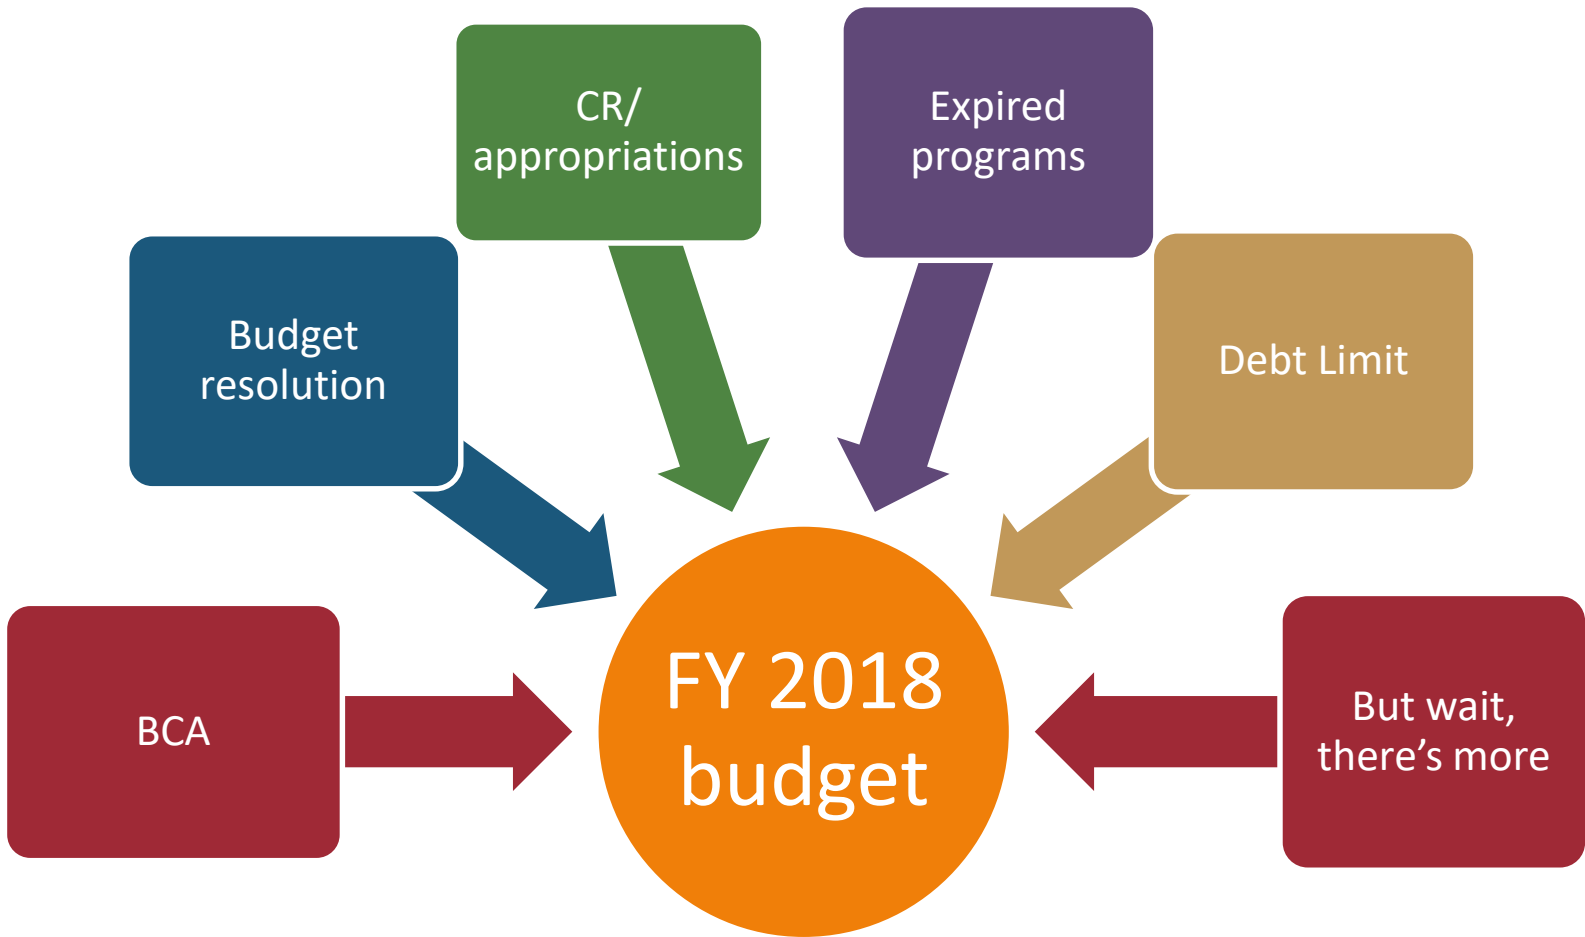 CR/
appropriations
Expired
programs
Budget
resolution
Debt Limit
BCA
FY 2018
budget
But wait,
there’s more